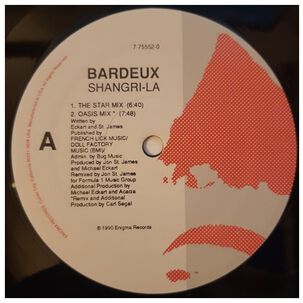 7 75552-0
BARDEUX
SHANGRI-LA
1. THE STAR MIX (6:40)
2. OASIS MIX * (7:48)
Written by
Eckart and St. James
Published by
FRENCH LICK MUSIC/
DOLL FACTORY
MUSIC (BMI)/
Admin. by Bug Music
Produced by Jon St. James
and Michael Eckart
Remixed by Jon St. James
for Formula 1 Music Group
Additional Production by
Michael Eckart and Acacia
*Remix and Additional
Production by Carl Segal
A
© 1990 Enigma Records